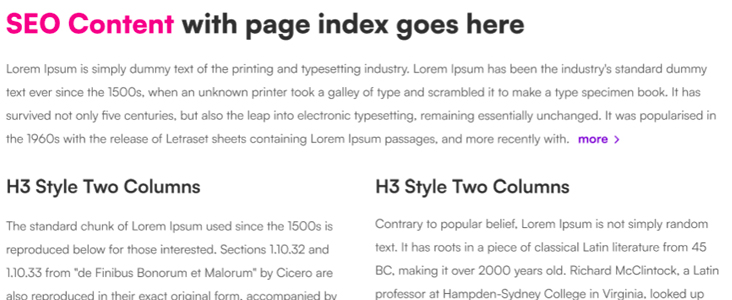 SEO Content with page index goes here
Lorem Ipsum is simply dummy text of the printing and typesetting industry. Lorem Ipsum has been the industry's standard dummy
text ever since the 1500s, when an unknown printer took a galley of type and scrambled it to make a type specimen book. It has
survived not only five centuries, but also the leap into electronic typesetting, remaining essentially unchanged. It was popularised in
the 1960s with the release of Letraset sheets containing Lorem Ipsum passages, and more recently with. more >
H3 Style Two Columns
The standard chunk of Lorem Ipsum used since the 1500s is
reproduced below for those interested. Sections 1.10.32 and
1.10.33 from "de Finibus Bonorum et Malorum" by Cicero are
also reproduced in their exact original form, accompanied by
H3 Style Two Columns
Contrary to popular belief, Lorem Ipsum is not simply random
text. It has roots in a piece of classical Latin literature from 45
BC, making it over 2000 years old. Richard McClintock, a Latin
professor at Hampden-Sydney College in Virginia, looked up